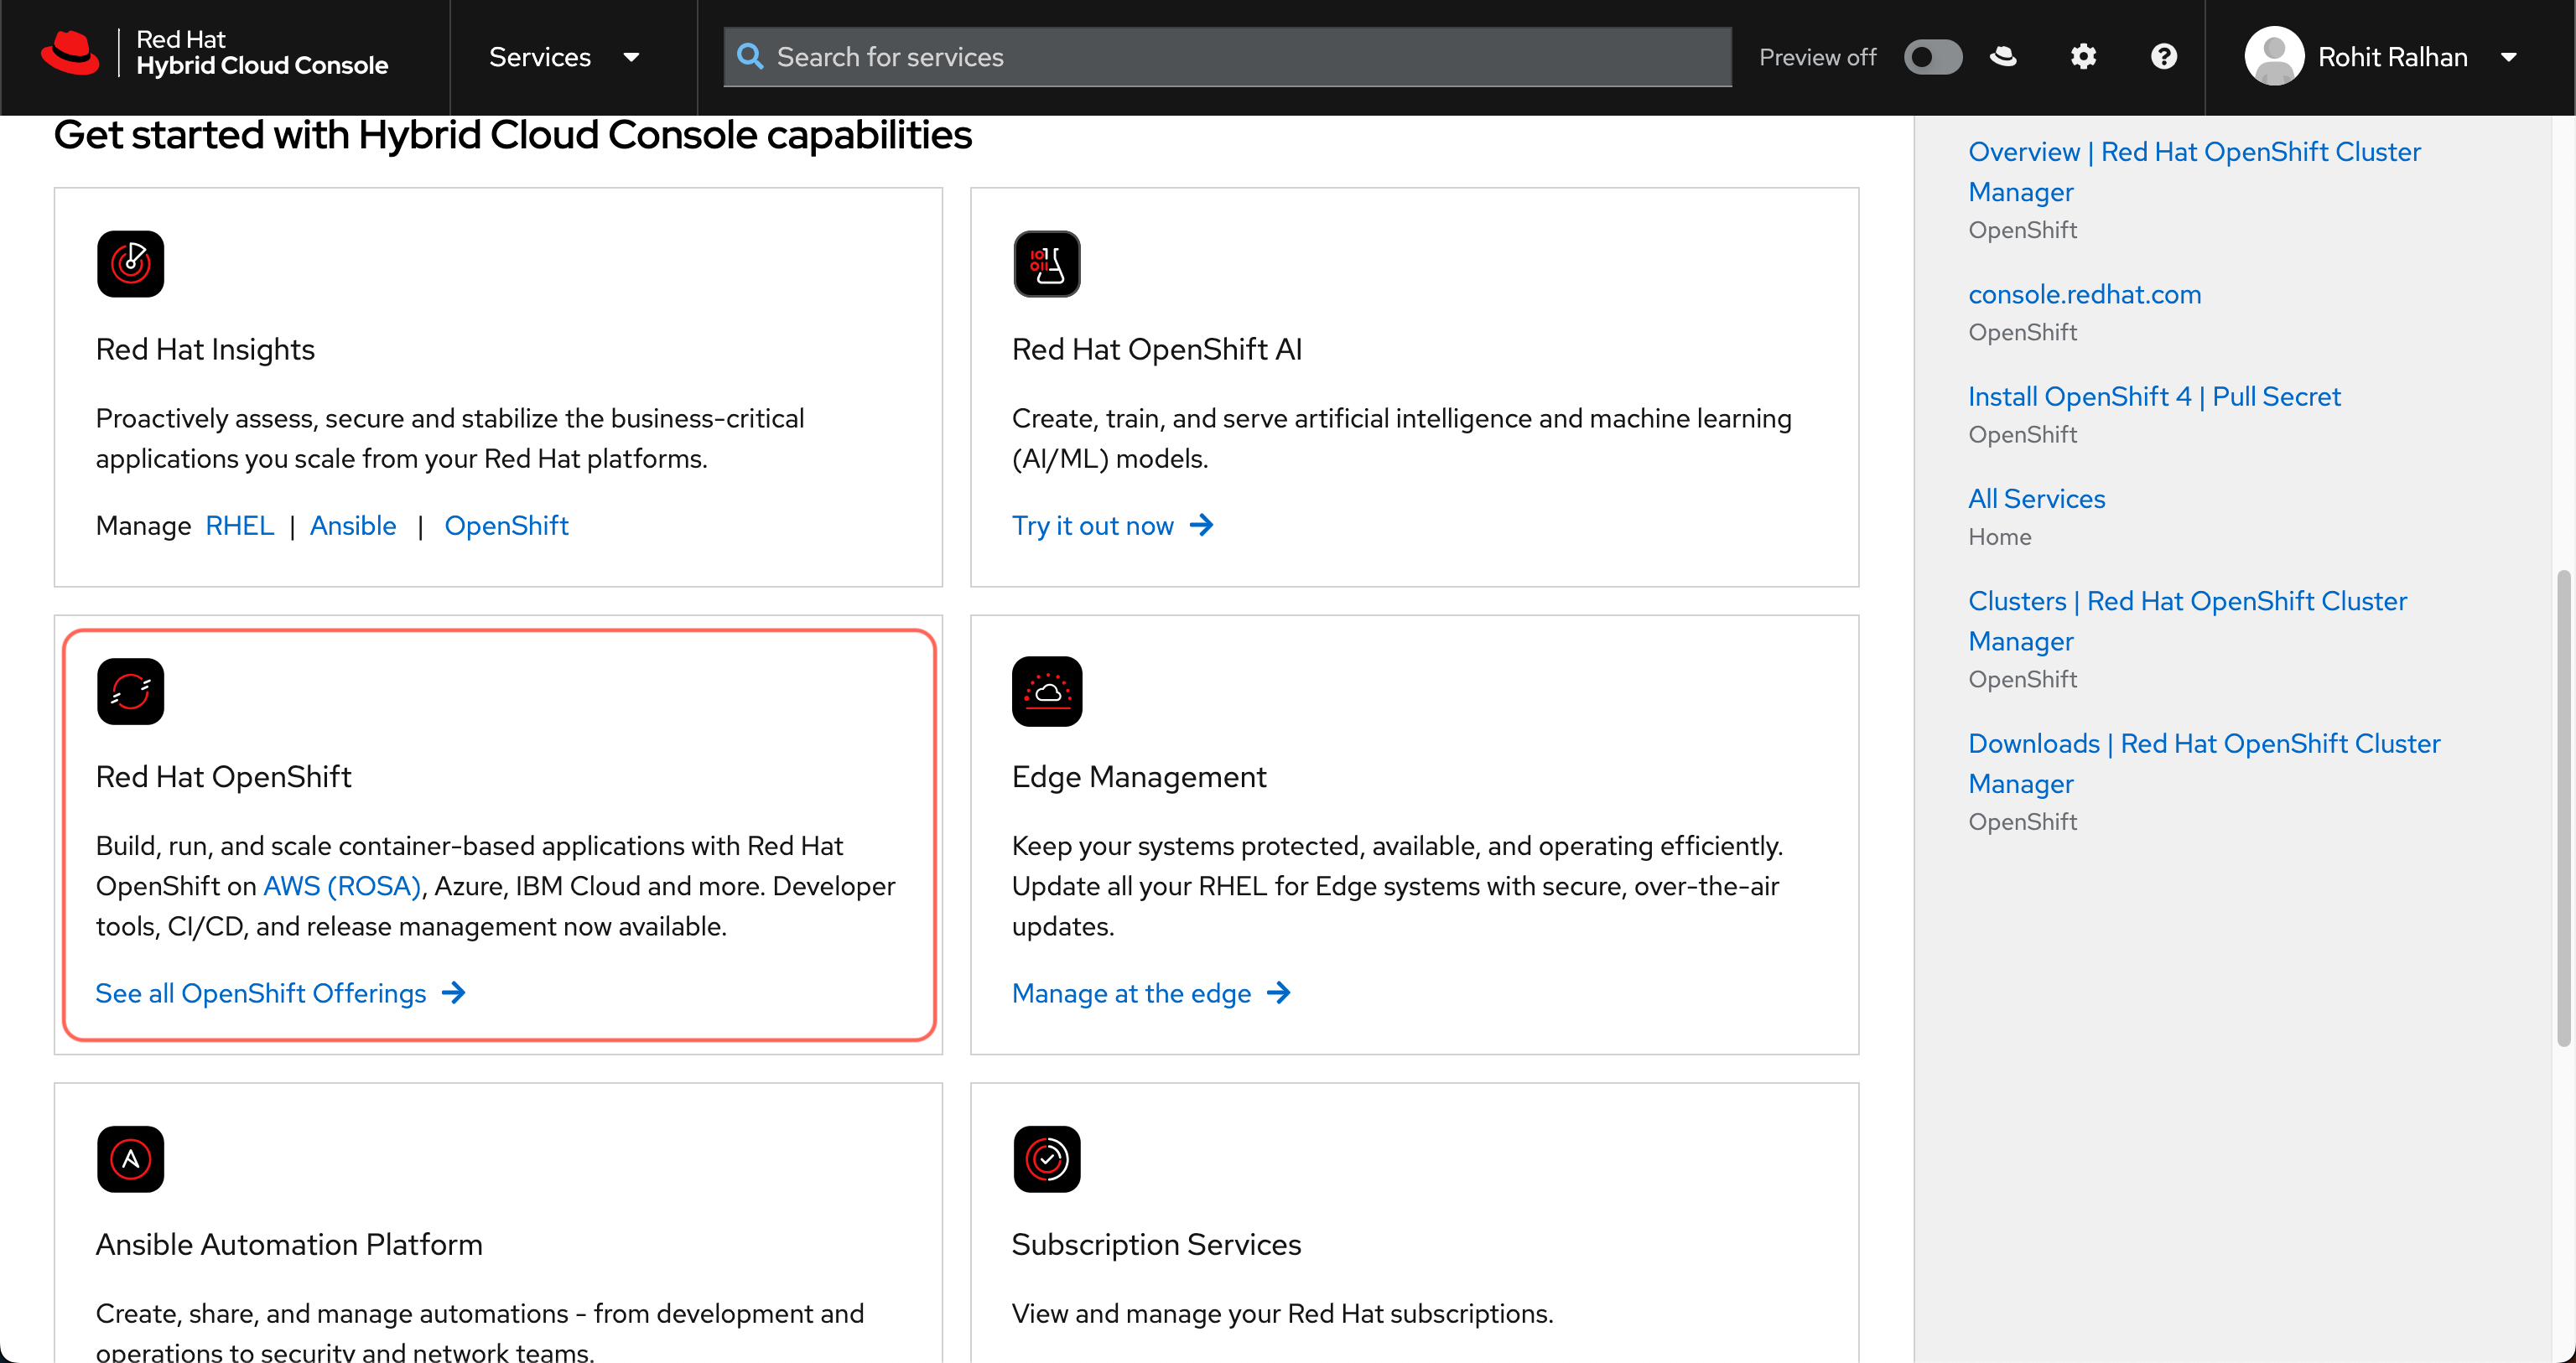 Red Hat
Hybrid Cloud Console
Services
Search for services
Preview off
Rohit Ralhan
Get started with Hybrid Cloud Console capabilities
Red Hat Insights
Proactively assess, secure and stabilize the business-critical
applications you scale from your Red Hat platforms.
Manage RHEL | Ansible | OpenShift
Red Hat OpenShift AI
Create, train, and serve artificial intelligence and machine learning
(AI/ML) models.
Try it out now
Red Hat OpenShift
Build, run, and scale container-based applications with Red Hat
OpenShift on AWS (ROSA), Azure, IBM Cloud and more. Developer
tools, CI/CD, and release management now available.
See all OpenShift Offerings
Edge Management
Keep your systems protected, available, and operating efficiently.
Update all your RHEL for Edge systems with secure, over-the-air
updates.
Manage at the edge
Ansible Automation Platform
Create, share, and manage automations - from development and
operations to security and network teams.
Subscription Services
View and manage your Red Hat subscriptions.
Overview | Red Hat OpenShift Cluster
Manager
OpenShift
console.redhat.com
OpenShift
Install OpenShift 4 | Pull Secret
OpenShift
All Services
Home
Clusters | Red Hat OpenShift Cluster
Manager
OpenShift
Downloads | Red Hat OpenShift Cluster
Manager
OpenShift